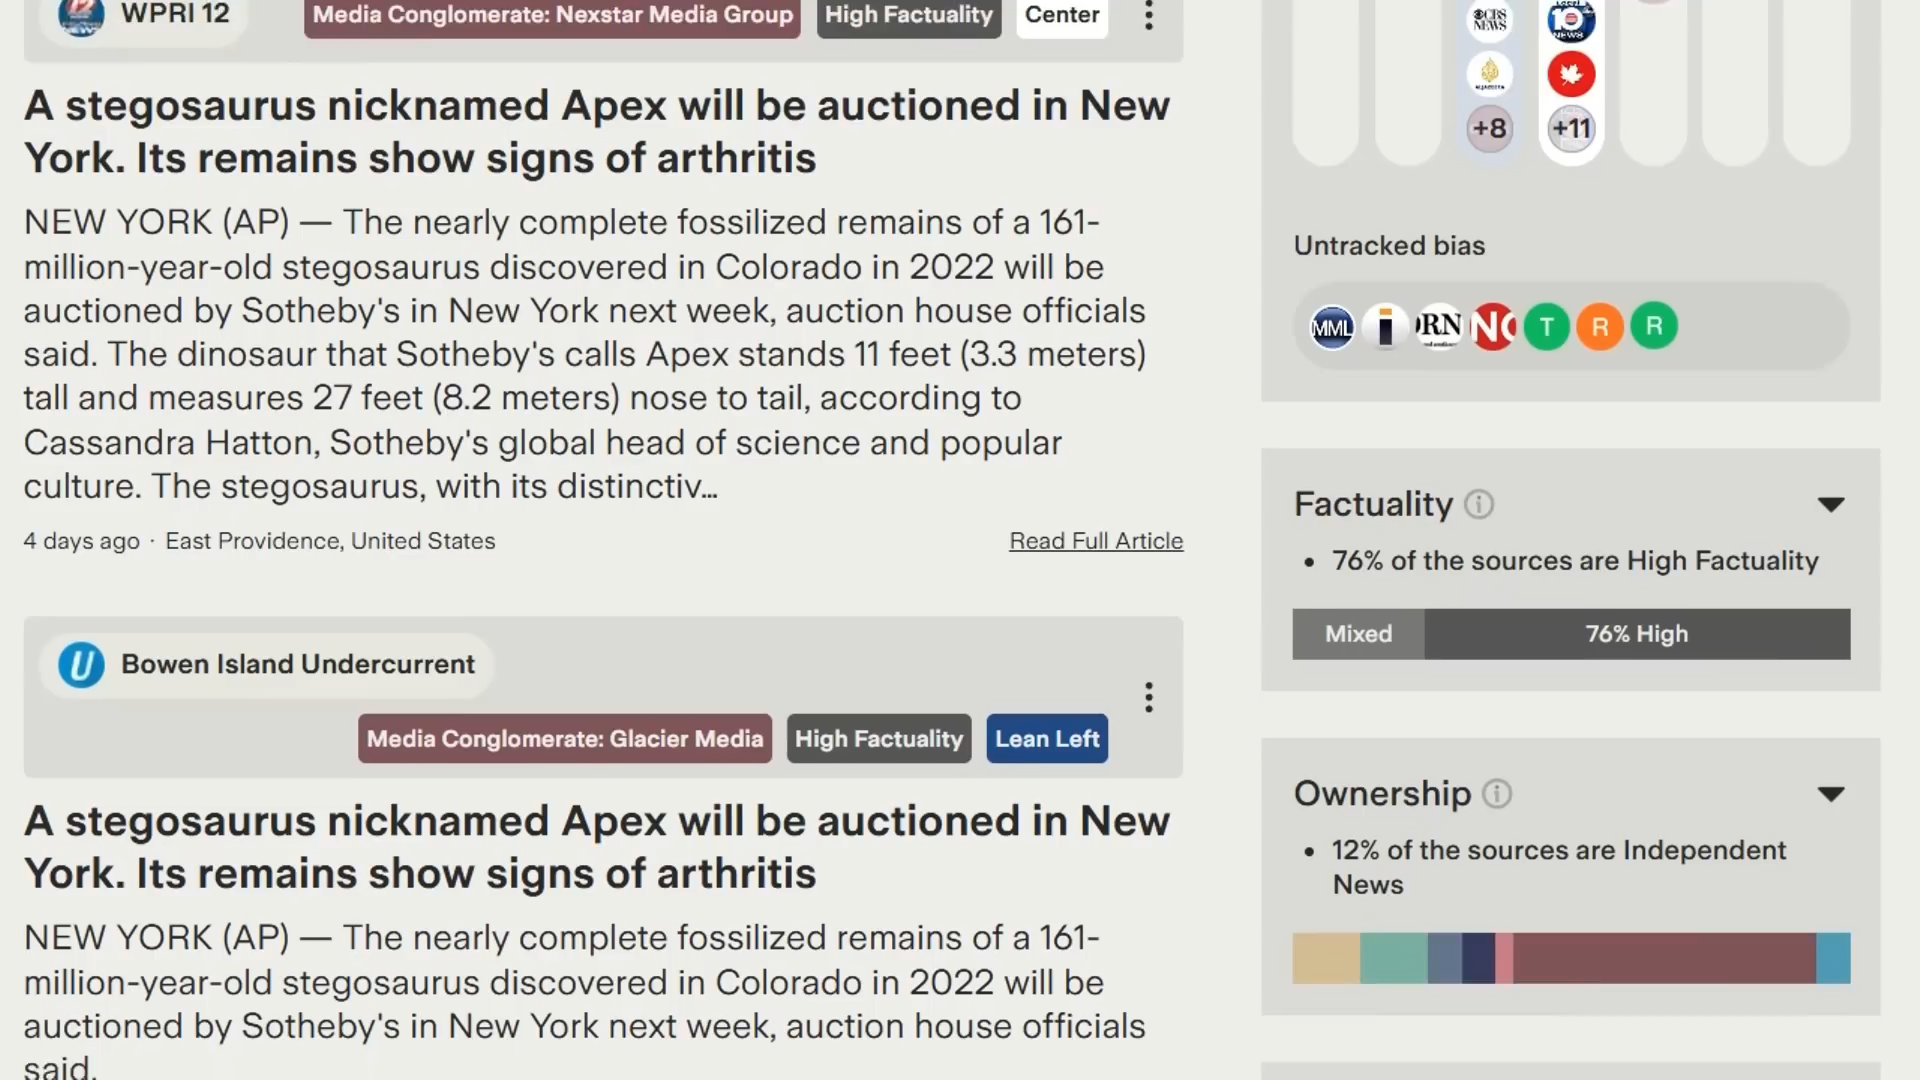 WPRI 12
Media Conglomerate: Nexstar Media Group
High Factuality
Center
A stegosaurus nicknamed Apex will be auctioned in New
York. Its remains show signs of arthritis
NEW YORK (AP) — The nearly complete fossilized remains of a 161-
million-year-old stegosaurus discovered in Colorado in 2022 will be
auctioned by Sotheby's in New York next week, auction house officials
said. The dinosaur that Sotheby's calls Apex stands 11 feet (3.3 meters)
tall and measures 27 feet (8.2 meters) nose to tail, according to
Cassandra Hatton, Sotheby's global head of science and popular
culture. The stegosaurus, with its distinctiv...
4 days ago · East Providence, United States
Read Full Article
U
Bowen Island Undercurrent
Media Conglomerate: Glacier Media
High Factuality
Lean Left
A stegosaurus nicknamed Apex will be auctioned in New
York. Its remains show signs of arthritis
NEW YORK (AP) — The nearly complete fossilized remains of a 161-
million-year-old stegosaurus discovered in Colorado in 2022 will be
auctioned by Sotheby's in New York next week, auction house officials
said.
CBS NEWS
10 NEWS
+8
+11
Untracked bias
MML
i
ORN
NC
T
R
R
Factuality
• 76% of the sources are High Factuality
Mixed
76% High
Ownership
• 12% of the sources are Independent
News